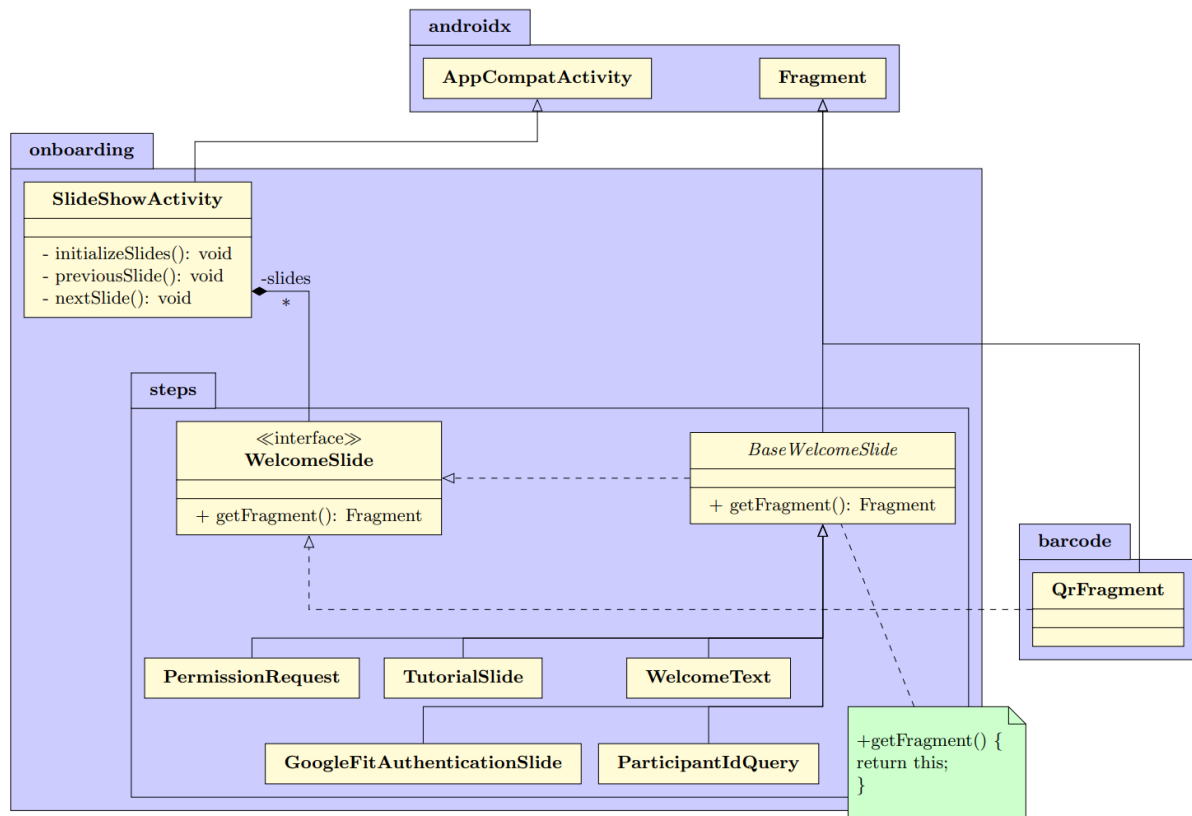 androidx
AppCompatActivity
Fragment
onboarding
SlideShowActivity
- initializeSlides(): void
- previousSlide(): void
- nextSlide(): void
-slides
*
steps
≪interface≫
WelcomeSlide
+ getFragment(): Fragment
BaseWelcomeSlide
+ getFragment(): Fragment
barcode
QrFragment
PermissionRequest
TutorialSlide
WelcomeText
GoogleFitAuthenticationSlide
ParticipantIdQuery
+getFragment() {
return this;
}